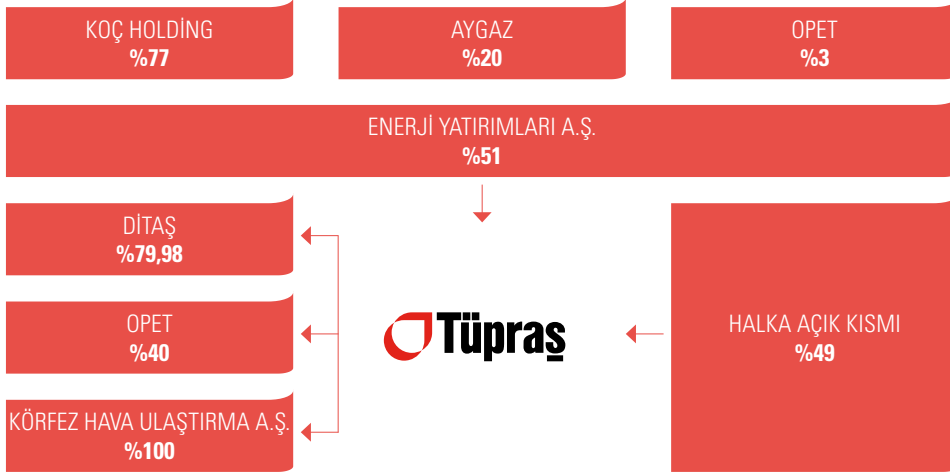 KOÇ HOLDİNG
%77
AYGAZ
%20
OPET
%3
ENERJİ YATIRIMLARI A.Ş.
%51
DİTAŞ
%79,98
OPET
%40
KÖRFEZ HAVA ULAŞTIRMA A.Ş.
%100
Tüpraş
HALKA AÇIK KISMI
%49